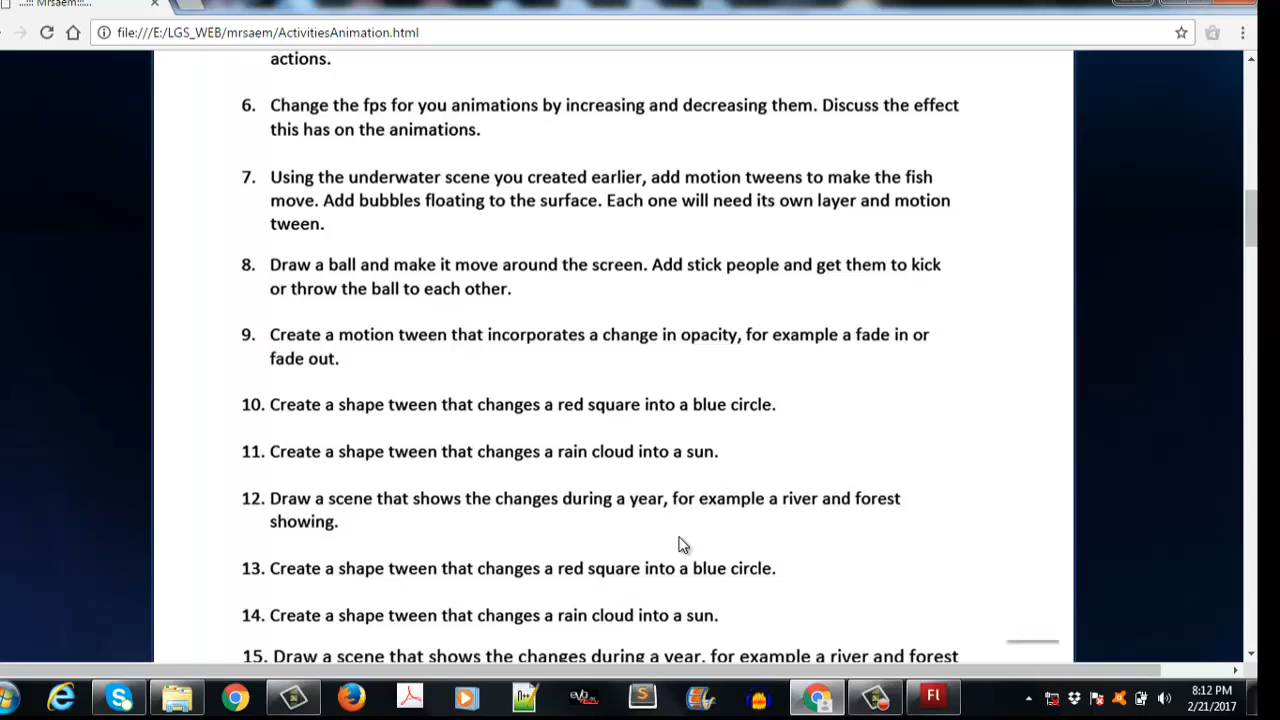 ...::: Mrsaem:::...
file:///E:/LGS_WEB/mrsaem/ActivitiesAnimation.html
actions.
6. Change the fps for you animations by increasing and decreasing them. Discuss the effect
this has on the animations.
7. Using the underwater scene you created earlier, add motion tweens to make the fish
move. Add bubbles floating to the surface. Each one will need its own layer and motion
tween.
8. Draw a ball and make it move around the screen. Add stick people and get them to kick
or throw the ball to each other.
9. Create a motion tween that incorporates a change in opacity, for example a fade in or
fade out.
10. Create a shape tween that changes a red square into a blue circle.
11. Create a shape tween that changes a rain cloud into a sun.
12. Draw a scene that shows the changes during a year, for example a river and forest
showing.
13. Create a shape tween that changes a red square into a blue circle.
14. Create a shape tween that changes a rain cloud into a sun.
15. Draw a scene that shows the changes during a year, for example a river and forest
Fl
8:12 PM
2/21/2017